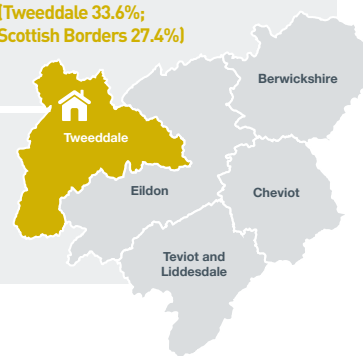 (Tweeddale 33.6%;
Scottish Borders 27.4%)
Berwickshire
Tweeddale
Eildon
Cheviot
Teviot and
Liddesdale